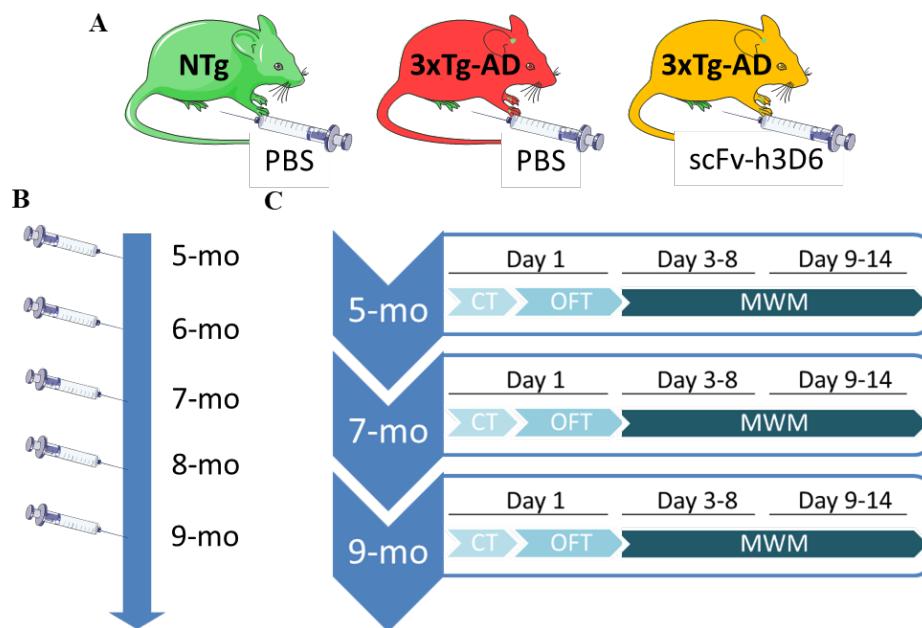 A
NTg
3xTg-AD
3xTg-AD
PBS
PBS
scFv-h3D6
B
5-mo
6-mo
7-mo
8-mo
9-mo
C
5-mo
Day 1
Day 3-8
Day 9-14
CT
OFT
MWM
7-mo
Day 1
Day 3-8
Day 9-14
CT
OFT
MWM
9-mo
Day 1
Day 3-8
Day 9-14
CT
OFT
MWM